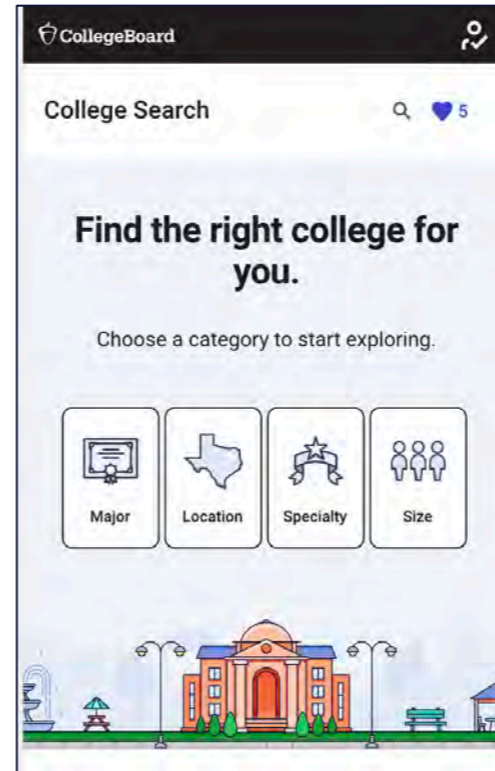 CollegeBoard
College Search
5
Find the right college for
you.
Choose a category to start exploring.
Major
Location
Specialty
Size